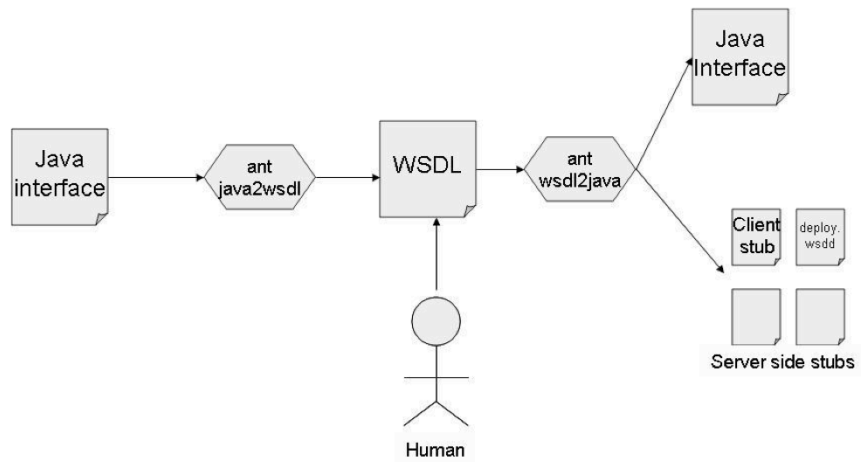 Java
interface
ant
java2wsdl
WSDL
ant
wsdl2java
Java
Interface
Client
stub
deploy.
wsdd
Server side stubs
Human